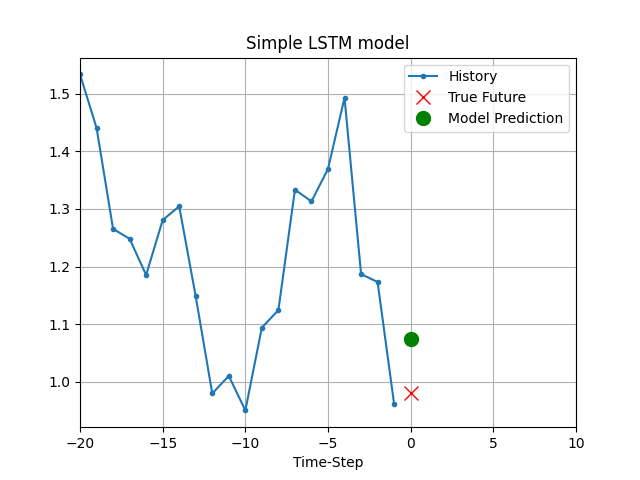 Simple LSTM model
History
True Future
Model Prediction
1.5
1.4
1.3
1.2
1.1
1.0
−20 −15 −10 −5 0 5 10
Time-Step